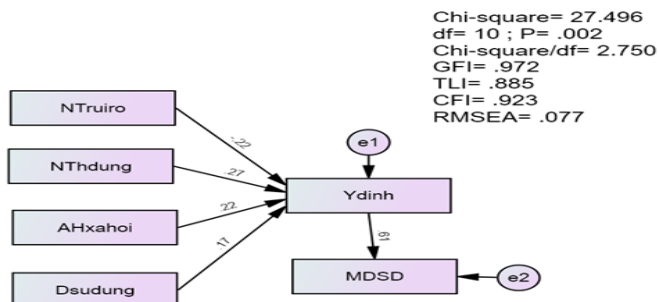 Chi-square= 27.496
df= 10 ; P= .002
Chi-square/df= 2.750
GFI= .972
TLI= .885
CFI= .923
RMSEA= .077
NTruiro
-.22
e1
NThdung
.27
Ydinh
AHxahoi
.22
.17
.61
Dsudung
MDSD
e2